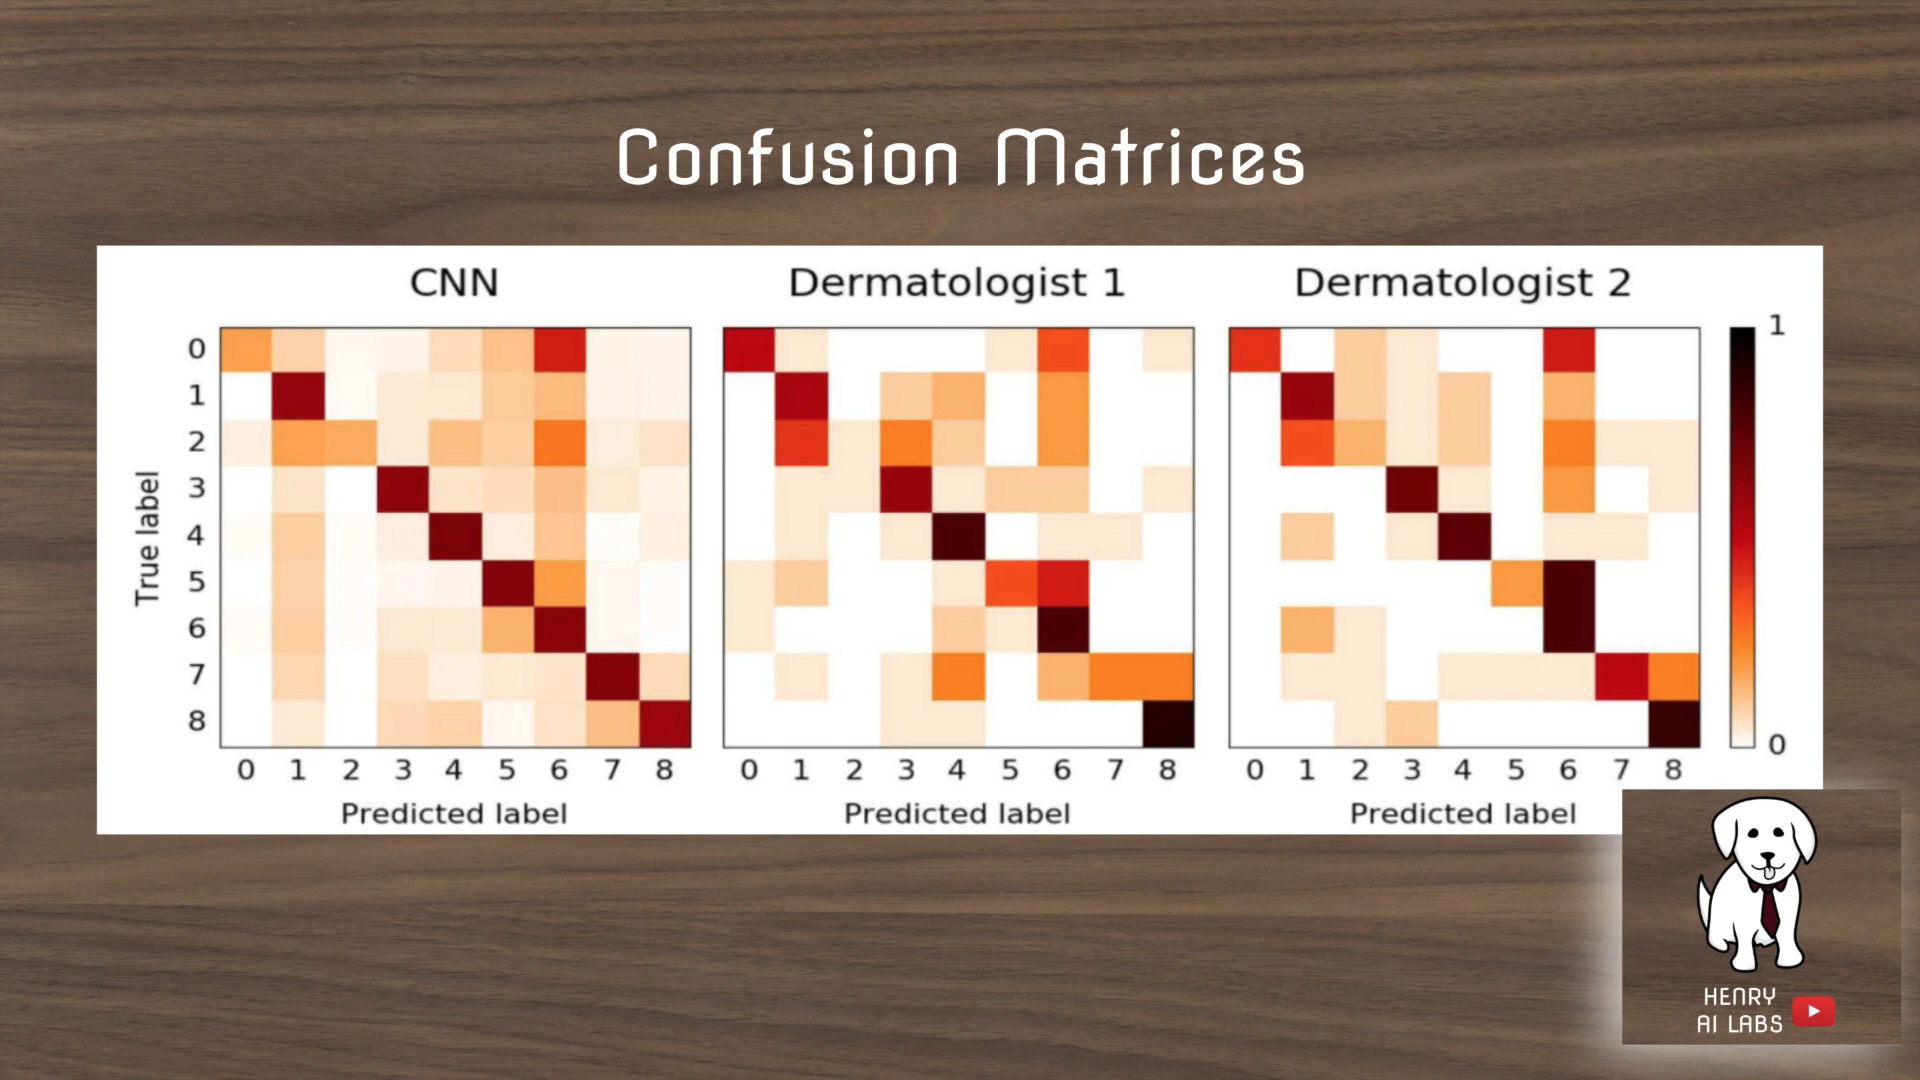 Confusion Matrices
CNN
Dermatologist 1
Dermatologist 2
True label
0
1
2
3
4
5
6
7
8
0 1 2 3 4 5 6 7 8
Predicted label
0 1 2 3 4 5 6 7 8
Predicted label
0 1 2 3 4 5 6 7 8
Predicted label
1
0
HENRY
AI LABS